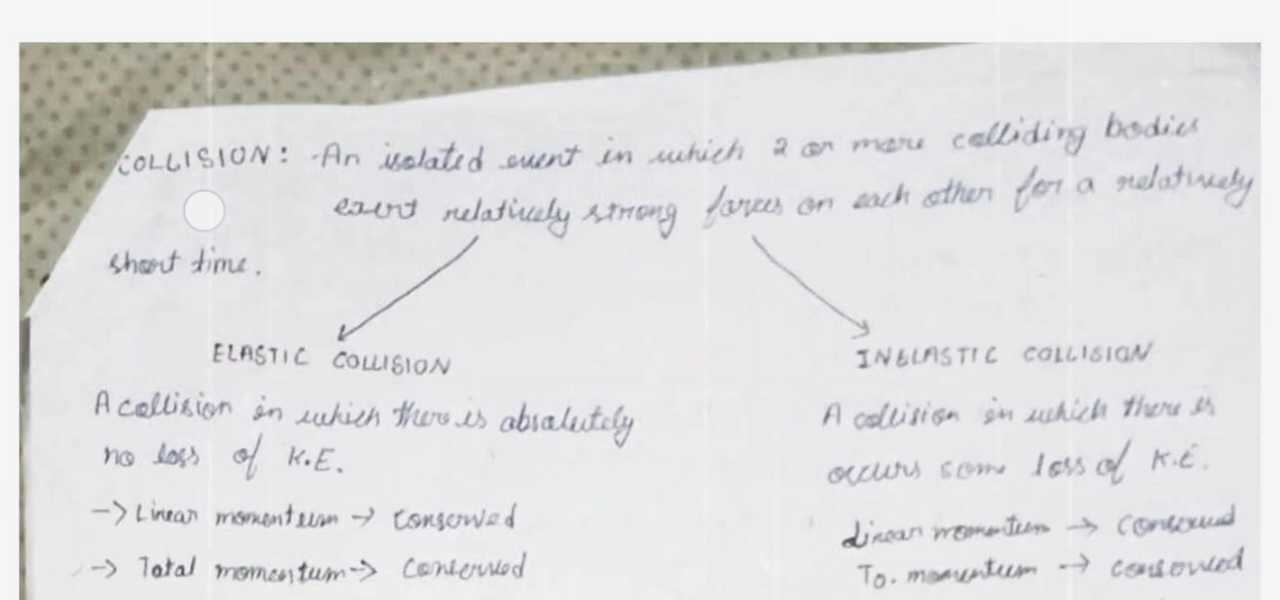 COLLISION: -An isolated event in which 2 or more colliding bodies
exert relatively strong forces on each other for a relatively
short time.
ELASTIC COLLISION
A collision in which there is absolutely
no loss of K.E.
-> Linear momentum -> conserved
-> Total momentum -> conserved
INELASTIC COLLISION
A collision in which there is
occurs some loss of K.E.
Linear momentum -> conserved
To. momentum -> conserved